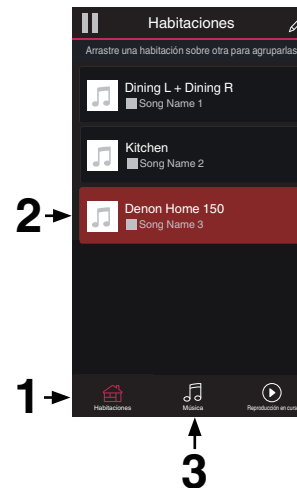 Habitaciones
Arrastre una habitación sobre otra para agruparlas
Dining L + Dining R
Song Name 1
Kitchen
Song Name 2
2
Denon Home 150
Song Name 3
1
Habitaciones
Música
Reproducción en curso
3